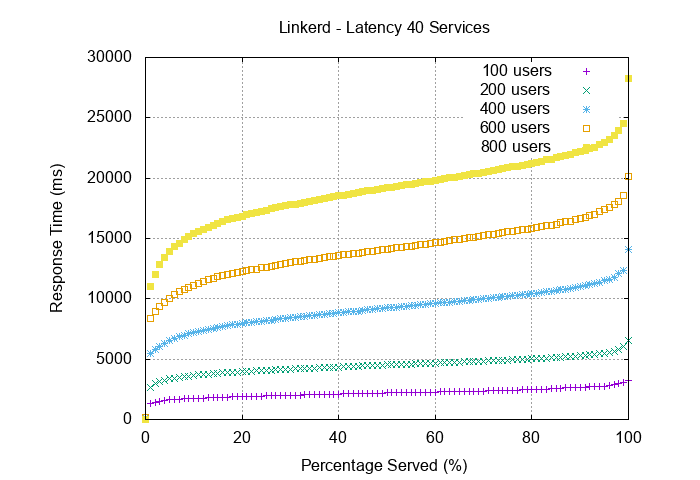 Linkerd - Latency 40 Services
30000
25000
20000
15000
10000
5000
0
Response Time (ms)
100 users
200 users
400 users
600 users
800 users
0 20 40 60 80 100
Percentage Served (%)